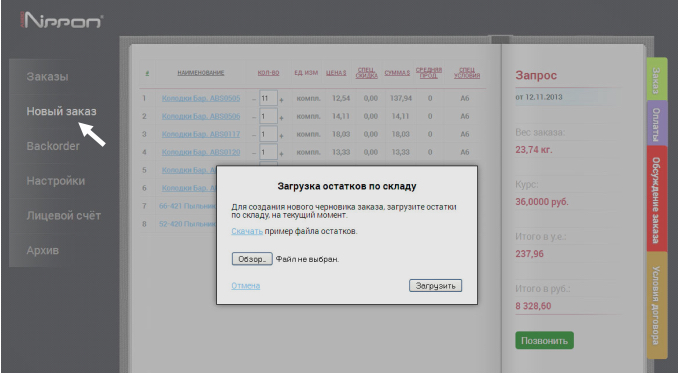 Nippon
Заказы
Новый заказ
Backorder
Настройки
Лицевой счёт
Архив
# НАИМЕНОВАНИЕ КОЛ-ВО ЕД. ИЗМ ЦЕНА $ СПЕЦ. СКИДКА СУММА $ СРЕДНЯЯ ПРОД. СПЕЦ. УСЛОВИЯ
1 Колодки Бар. ABS0505 - 11 + компл. 12,54 0,00 137,94 0 A6
2 Колодки Бар. ABS0506 - 1 + компл. 14,11 0,00 14,11 0 A6
3 Колодки Бар. ABS0117 - 1 + компл. 18,03 0,00 18,03 0 A6
4 Колодки Бар. ABS0120 - 1 + компл. 13,33 0,00 13,33 0 A6
5 Колодки Бар.
6 Колодки Бар.
7 66-421 Пыльник
8 52-420 Пыльник
Загрузка остатков по складу
Для создания нового черновика заказа, загрузите остатки
по складу, на текущий момент.
Скачать пример файла остатков.
Обзор… Файл не выбран.
Отмена Загрузить
Запрос
от 12.11.2013
Вес заказа:
23,74 кг.
Курс:
36,0000 руб.
Итого в у.е.:
237,96
Итого в руб.:
8 328,60
Позвонить
Заказ
Оплаты
Обсуждение заказа
Условия договора